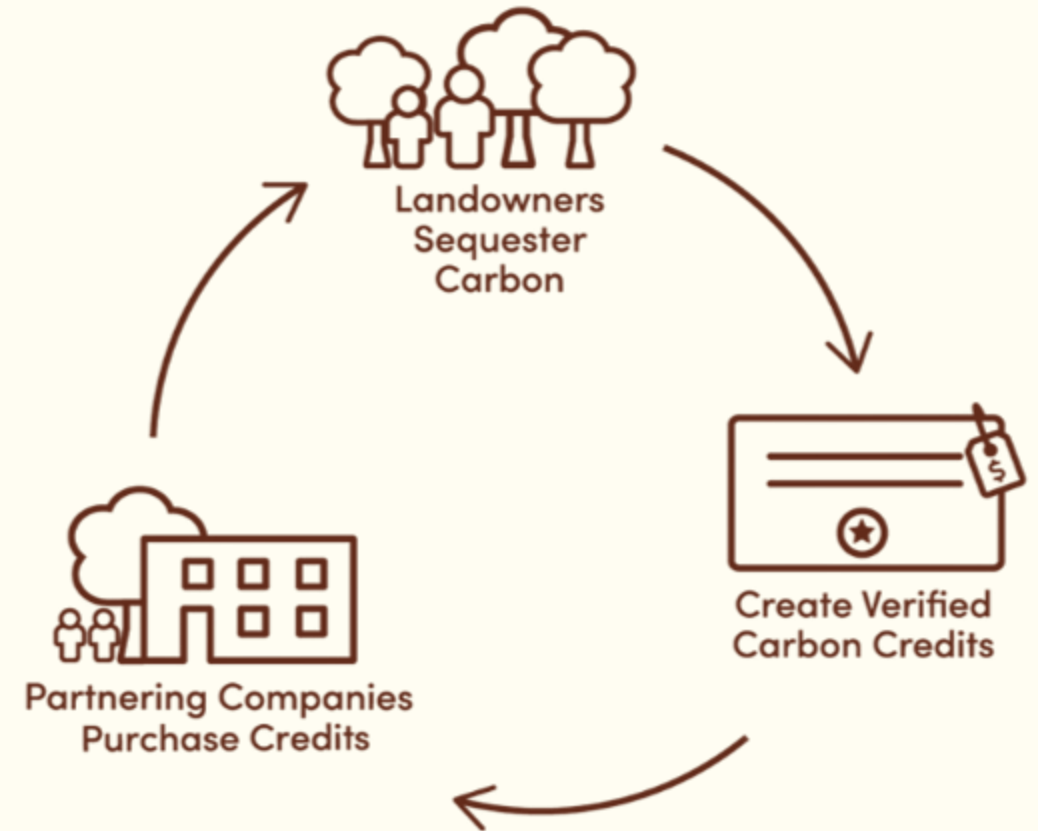 Landowners
Sequester
Carbon
$
Create Verified
Carbon Credits
Partnering Companies
Purchase Credits